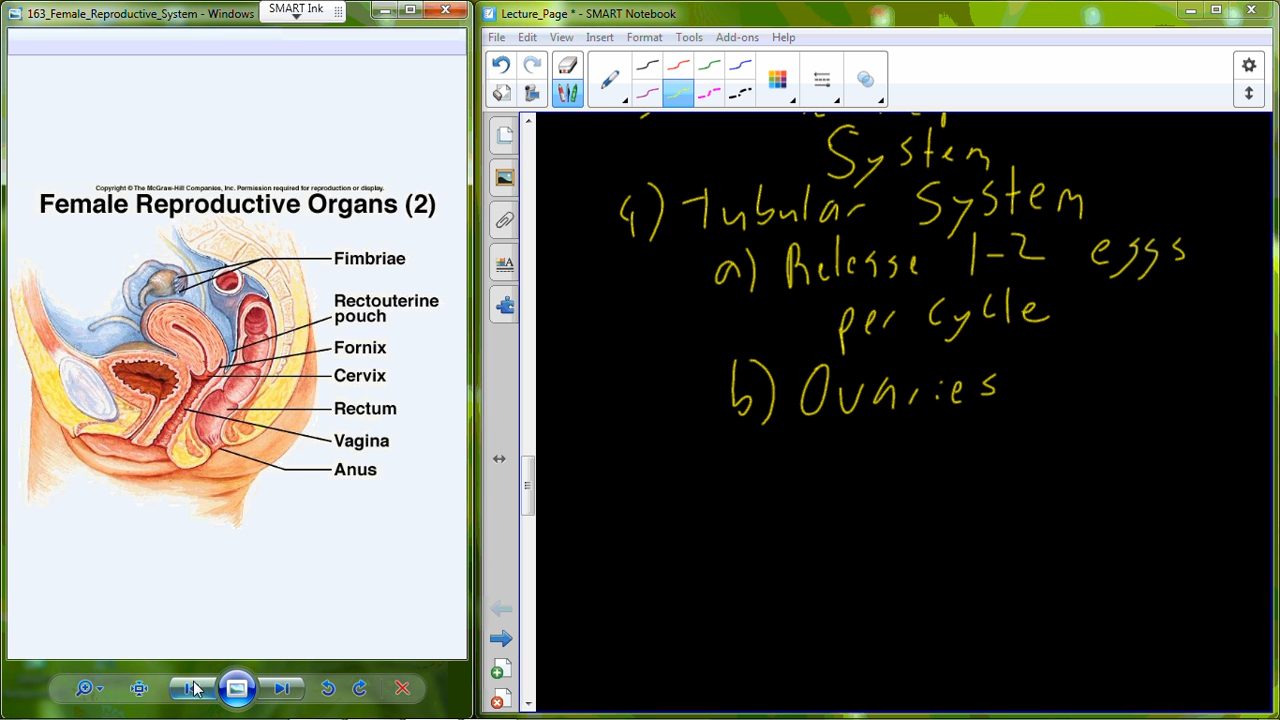 163_Female_Reproductive_System - Windows
SMART Ink
Lecture_Page * - SMART Notebook
File Edit View Insert Format Tools Add-ons Help
Copyright © The McGraw-Hill Companies, Inc. Permission required for reproduction or display.
Female Reproductive Organs (2)
Fimbriae
Rectouterine
pouch
Fornix
Cervix
Rectum
Vagina
Anus
System
4) Tubular System
a) Release 1-2 eggs
per cycle
b) Ovaries